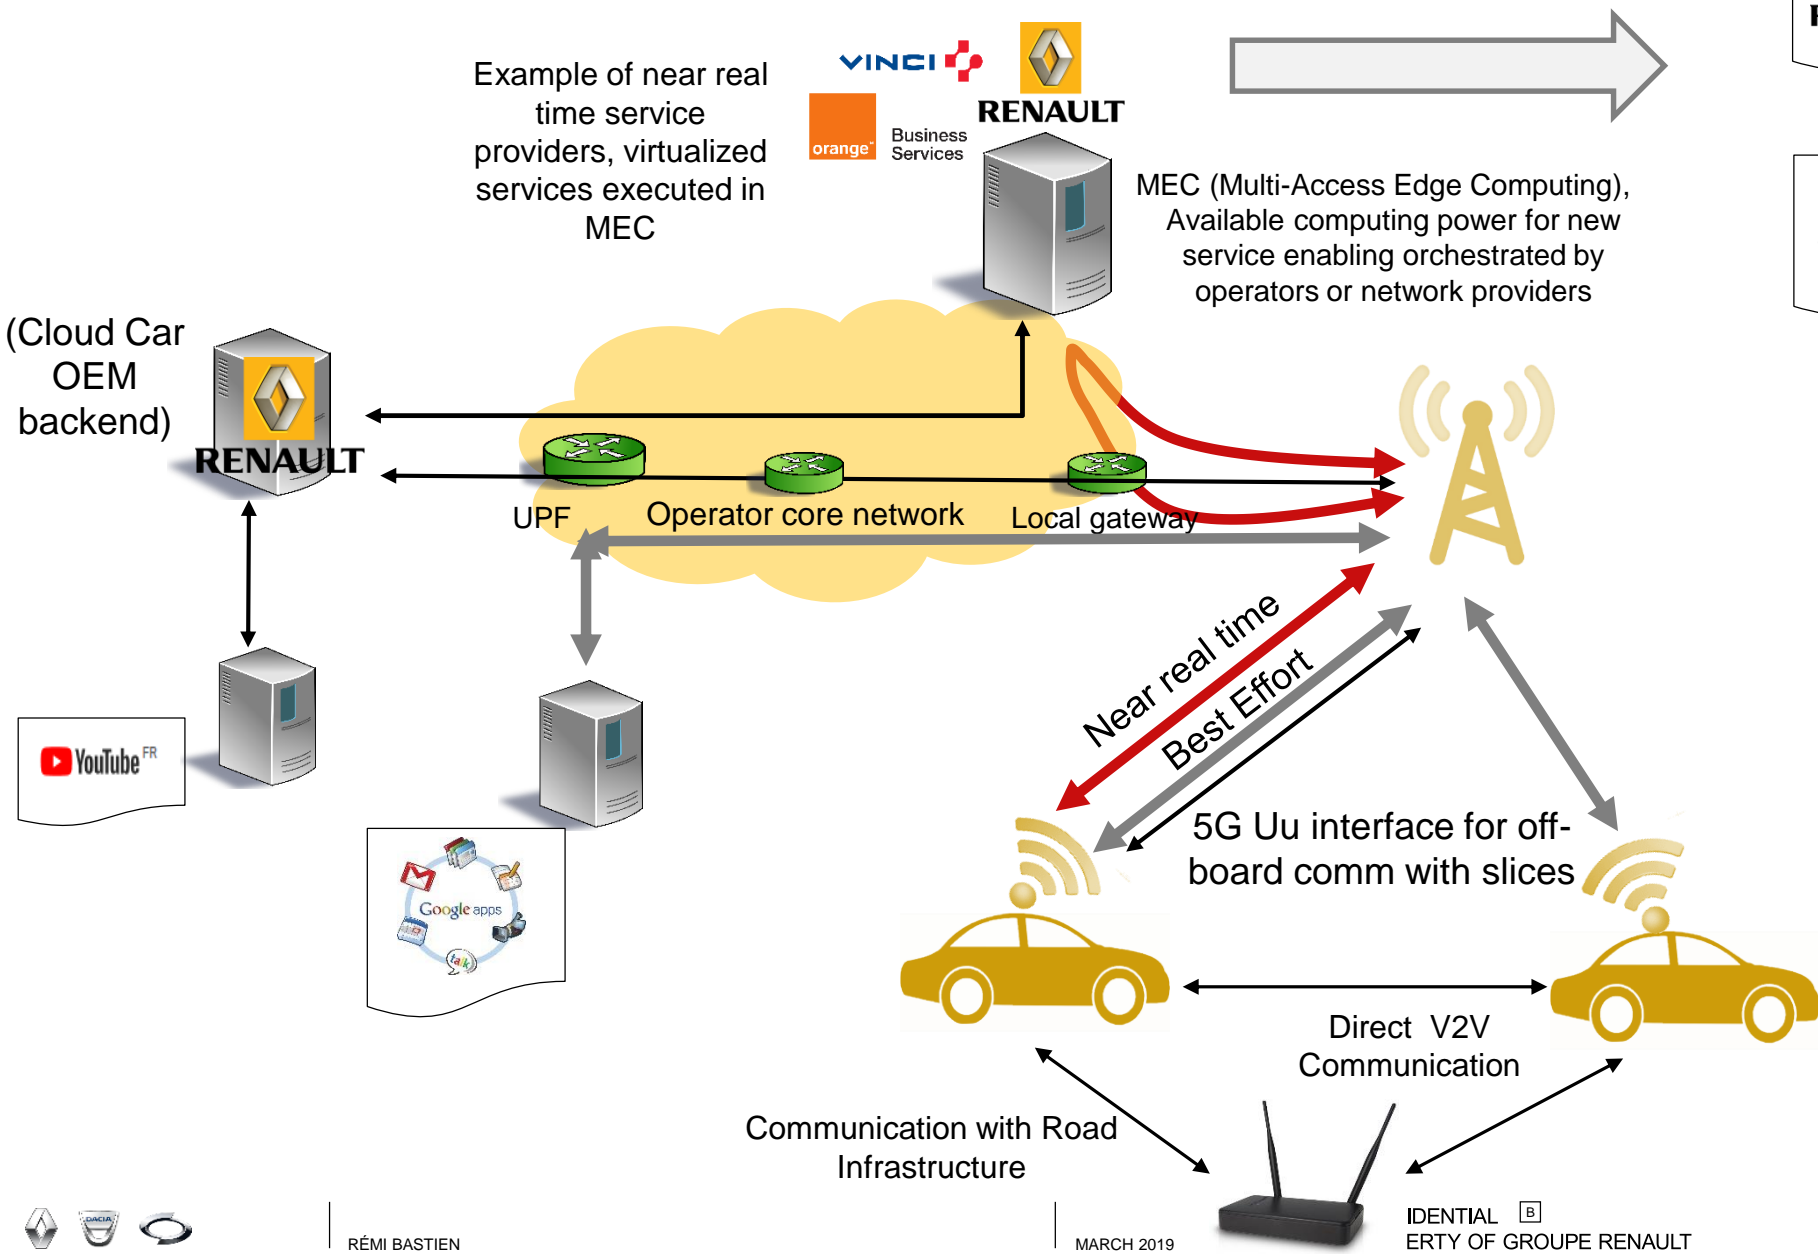 Example of near real
time service
providers, virtualized
services executed in
MEC
VINCI
orange™
Business
Services
RENAULT
MEC (Multi-Access Edge Computing),
Available computing power for new
service enabling orchestrated by
operators or network providers
(Cloud Car
OEM
backend)
RENAULT
UPF
Operator core network
Local gateway
Near real time
Best Effort
YouTube FR
Google apps
talk
5G Uu interface for off-
board comm with slices
Direct V2V
Communication
Communication with Road
Infrastructure
DACIA
RÉMI BASTIEN
MARCH 2019
IDENTIAL B
ERTY OF GROUPE RENAULT